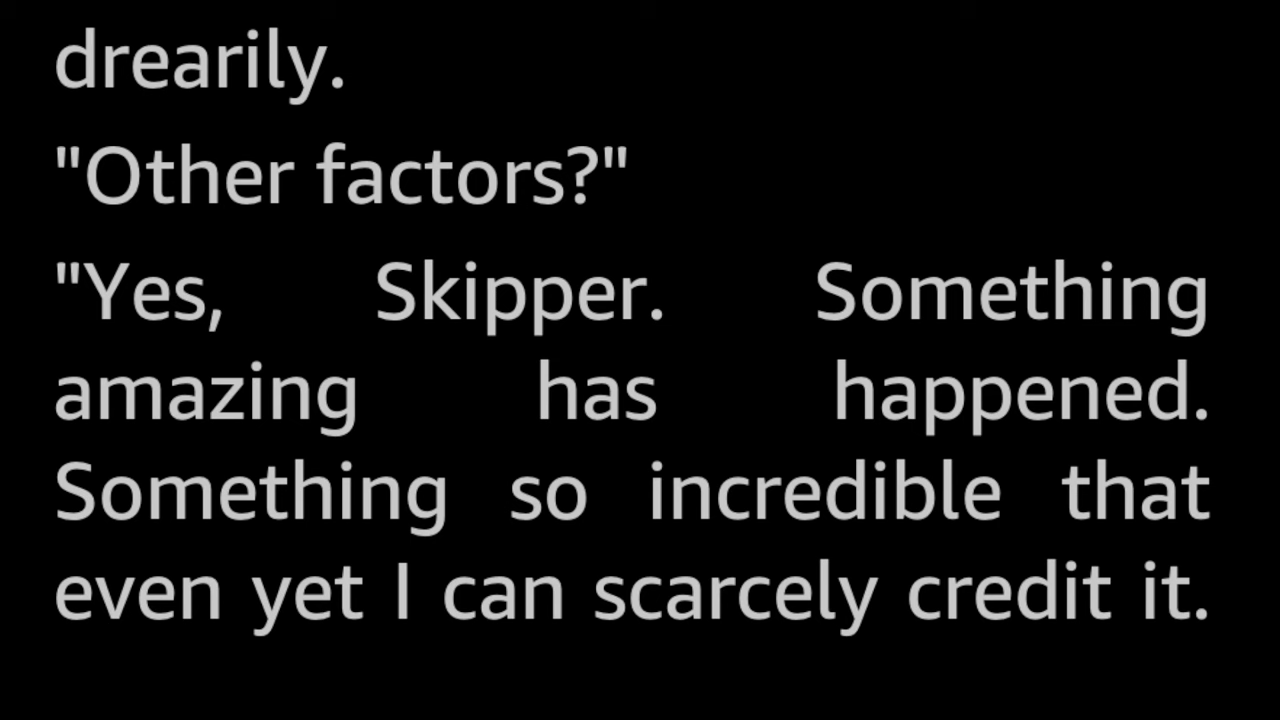 drearily.
"Other factors?"
"Yes, Skipper. Something
amazing has happened.
Something so incredible that
even yet I can scarcely credit it.